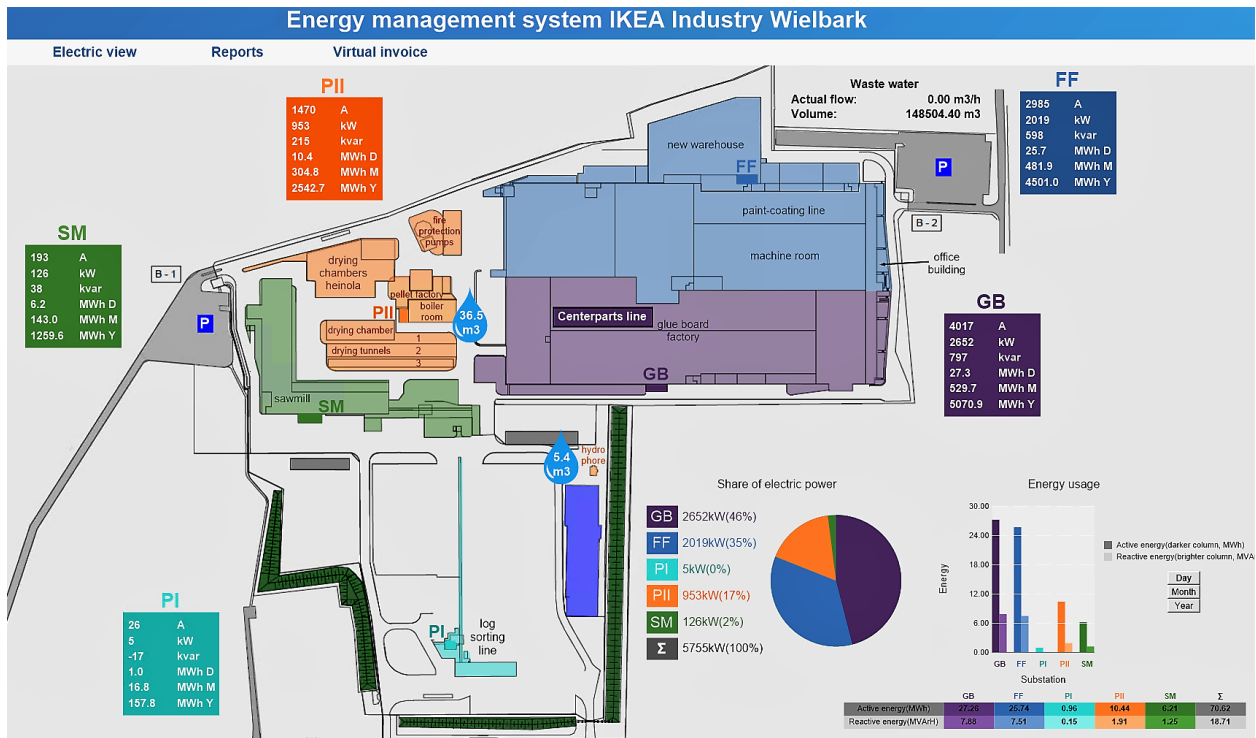 Energy management system IKEA Industry Wielbark
Electric view Reports Virtual invoice
PII
1470 A
953 kW
215 kvar
10.4 MWh D
304.8 MWh M
2542.7 MWh Y
Waste water
Actual flow: 0.00 m3/h
Volume: 148504.40 m3
FF
2985 A
2019 kW
598 kvar
25.7 MWh D
481.9 MWh M
4501.0 MWh Y
new warehouse
FF
P
paint-coating line
B - 2
machine room
office
building
SM
193 A
126 kW
38 kvar
6.2 MWh D
143.0 MWh M
1259.6 MWh Y
B - 1
P
fire
protection
pumps
drying
chambers
heinola
pellet factory
PII
boiler
room
36.5
m3
drying chamber
1
drying tunnels 2
3
Centerparts line
glue board
factory
GB
GB
4017 A
2652 kW
797 kvar
27.3 MWh D
529.7 MWh M
5070.9 MWh Y
sawmill
SM
5.4
m3
hydro
phore
PI
log
sorting
line
PI
26 A
5 kW
-17 kvar
1.0 MWh D
16.8 MWh M
157.8 MWh Y
Share of electric power
GB 2652kW(46%)
FF 2019kW(35%)
PI 5kW(0%)
PII 953kW(17%)
SM 126kW(2%)
Σ 5755kW(100%)
Energy usage
30.00
24.00
18.00
12.00
6.00
0.00
Energy
GB FF PI PII SM
Substation
Active energy(darker column, MWh)
Reactive energy(brighter column, MVAr
Day
Month
Year
GB FF PI PII SM Σ
Active energy(MWh) 27.26 25.74 0.96 10.44 6.21 70.62
Reactive energy(MVArH) 7.88 7.51 0.15 1.91 1.25 18.71